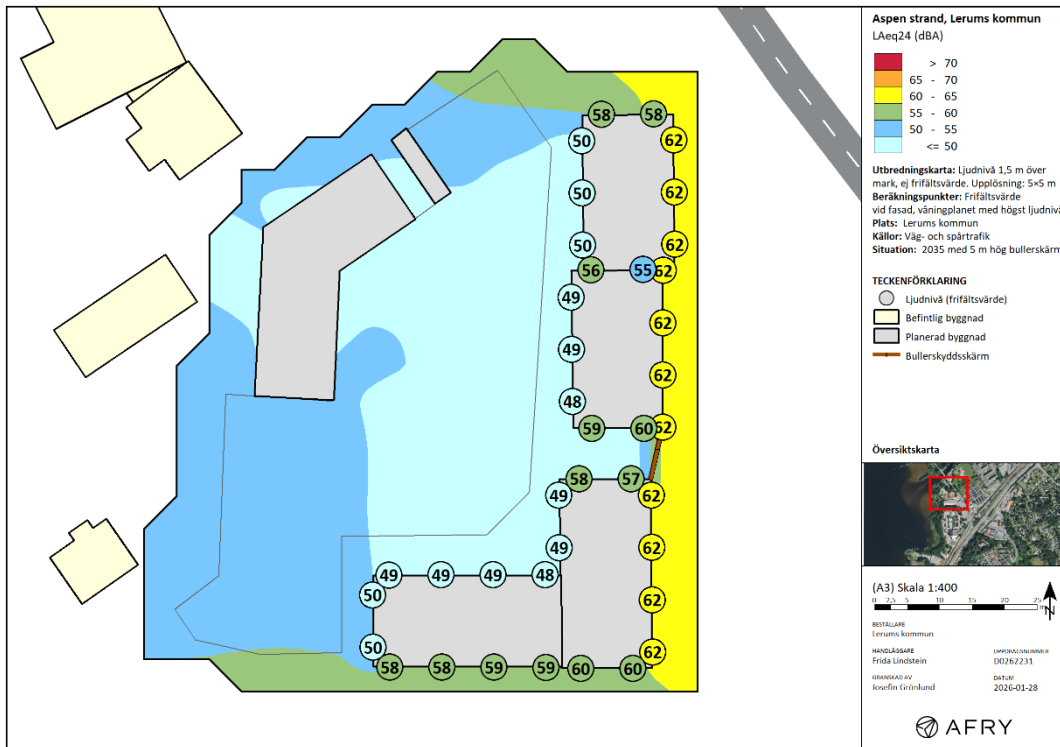 Aspen strand, Lerums kommun
LAeq24 (dBA)
> 70
65 - 70
60 - 65
55 - 60
50 - 55
<= 50
Utbredningskarta: Ljudnivå 1,5 m över
mark, ej frifältsvärde. Upplösning: 5×5 m
Beräkningspunkter: Frifältsvärde
vid fasad, våningplanet med högst ljudnivå
Plats: Lerums kommun
Källor: Väg- och spårtrafik
Situation: 2035 med 5 m hög bullerskärm
TECKENFÖRKLARING
Ljudnivå (frifältsvärde)
Befintlig byggnad
Planerad byggnad
Bullerskyddsskärm
Översiktskarta
(A3) Skala 1:400
0 2,5 5 10 15 20 25
m
N
BESTÄLLARE
Lerums kommun
HANDLÄGGARE
Frida Lindstein
UPPDRAGSNUMMER
D0262231
GRANSKAD AV
Josefin Grönlund
DATUM
2026-01-28
AFRY
58 58
50 62
50 62
50 62
56 55 62
49 62
49 62
48
59 60 62
58 57
49 62
49 62
49 49 49 48
50 62
50 62
58 58 59 59 60 60